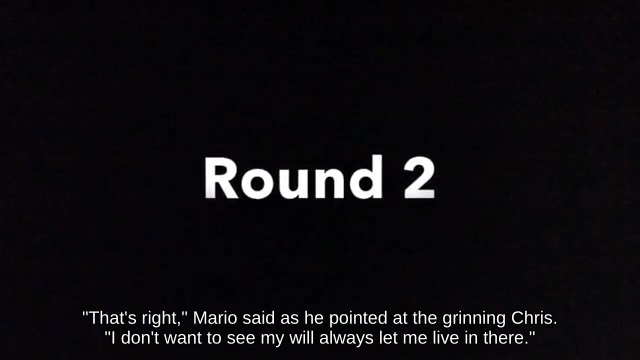 Round 2
"That's right," Mario said as he pointed at the grinning Chris.
"I don't want to see my will always let me live in there."